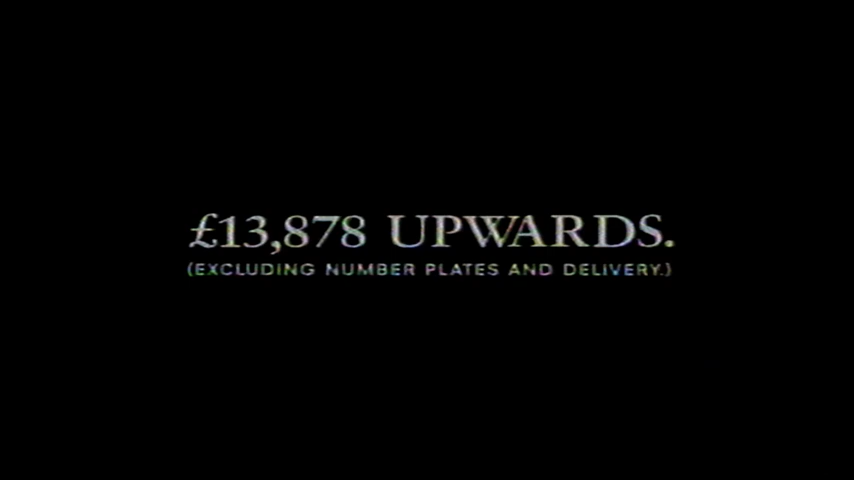 £13,878 UPWARDS.
(EXCLUDING NUMBER PLATES AND DELIVERY.)